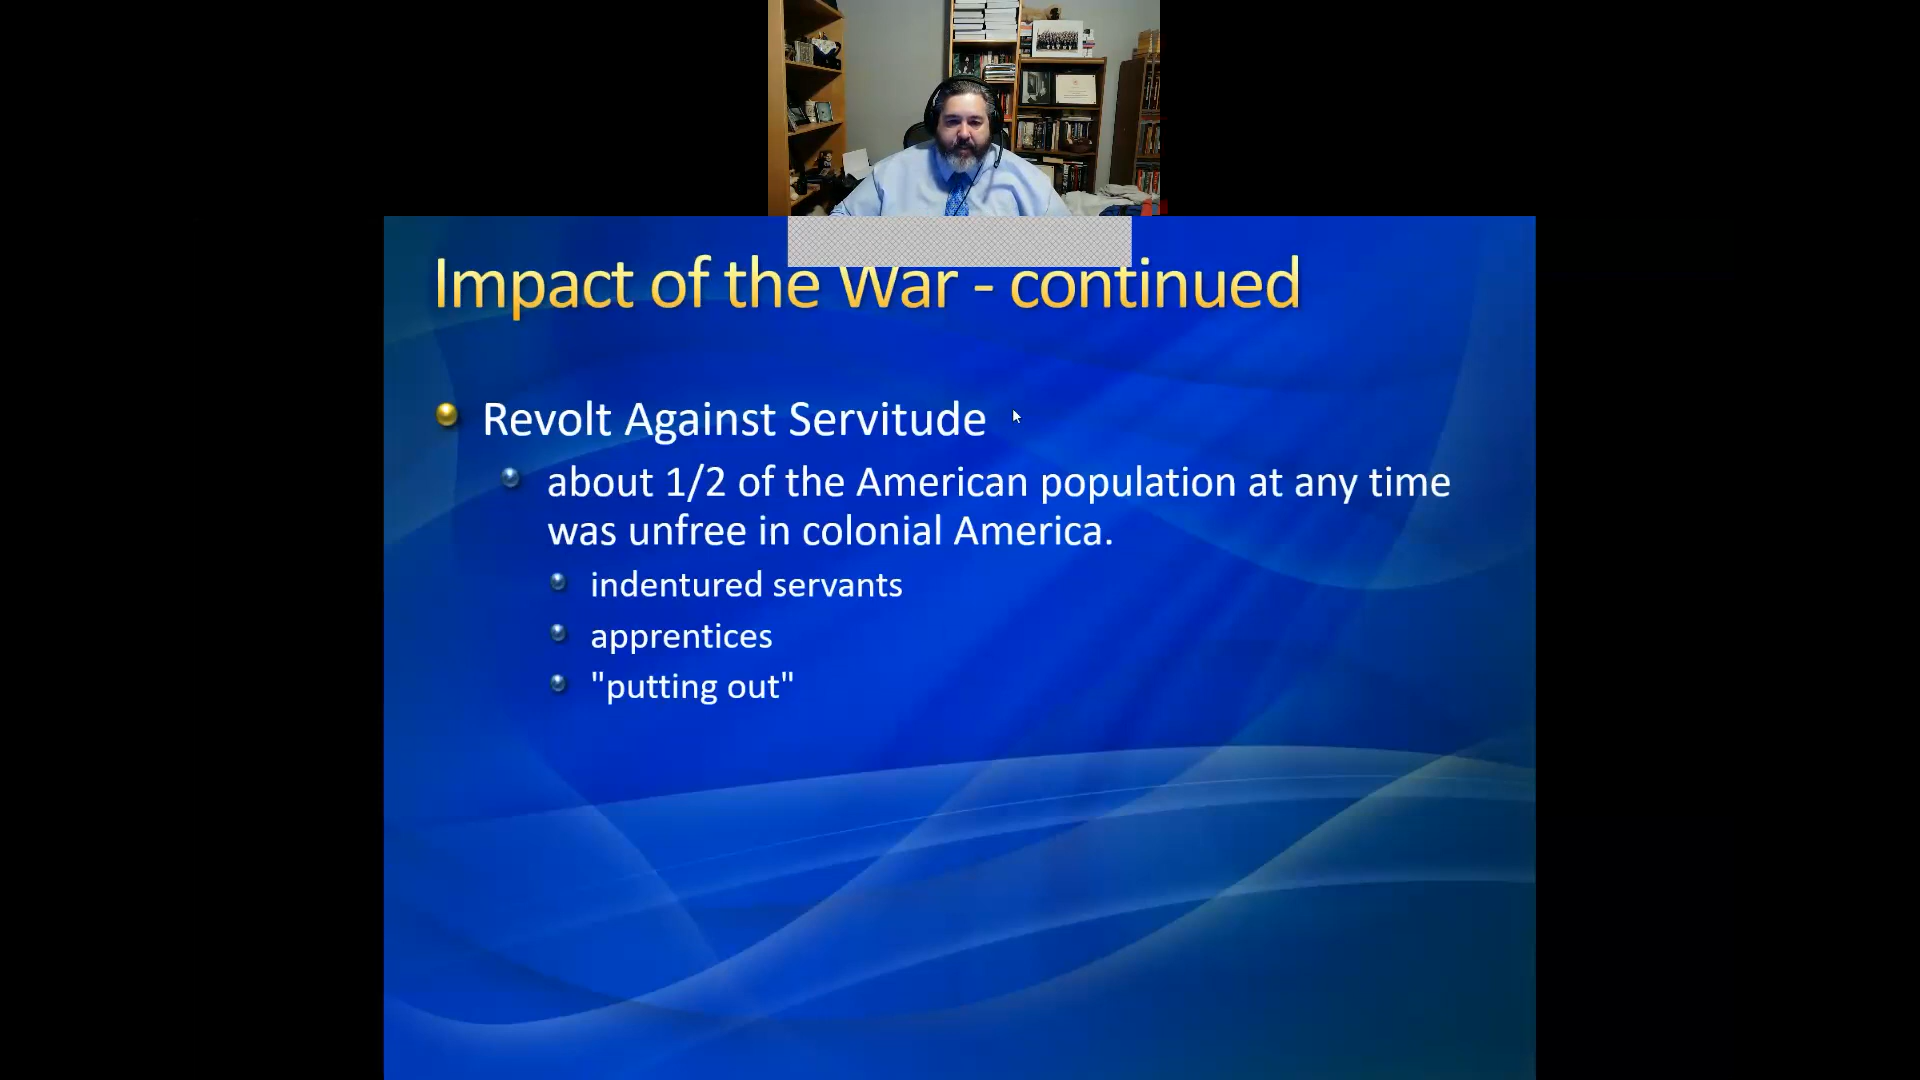 Impact of the War - continued
Revolt Against Servitude
about 1/2 of the American population at any time
was unfree in colonial America.
indentured servants
apprentices
"putting out"